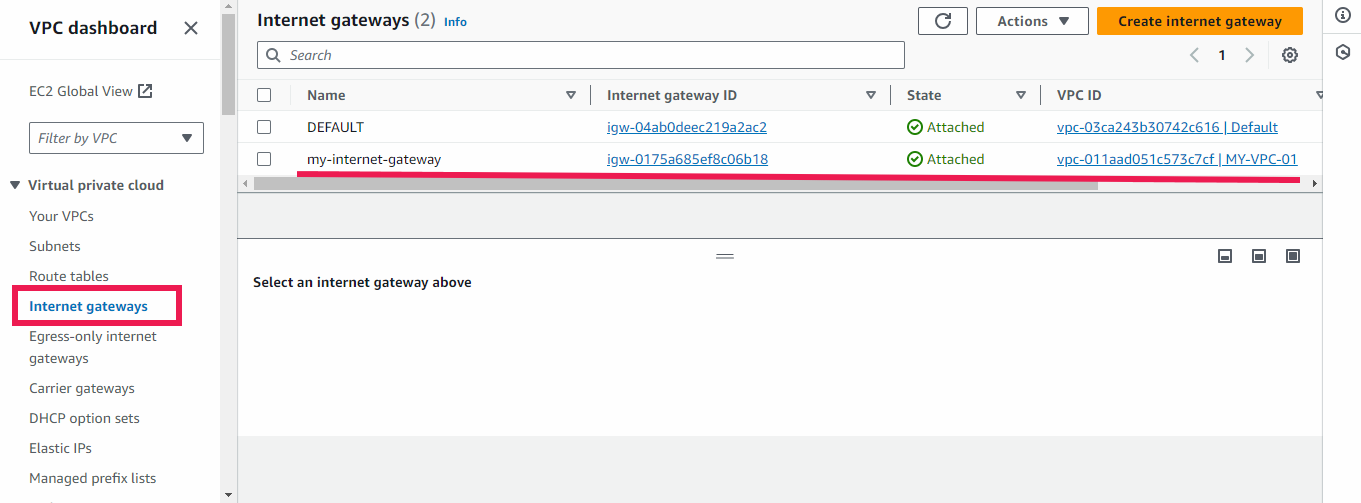 VPC dashboard
EC2 Global View
Filter by VPC
Virtual private cloud
Your VPCs
Subnets
Route tables
Internet gateways
Egress-only internet
gateways
Carrier gateways
DHCP option sets
Elastic IPs
Managed prefix lists
Internet gateways (2) Info
Actions
Create internet gateway
Search
1
Name Internet gateway ID State VPC ID
DEFAULT igw-04ab0deec219a2ac2 Attached vpc-03ca243b30742c616 | Default
my-internet-gateway igw-0175a685ef8c06b18 Attached vpc-011aad051c573c7cf | MY-VPC-01
Select an internet gateway above